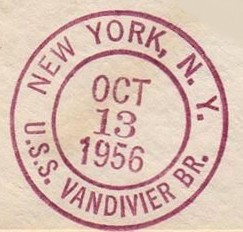 NEW YORK, N. Y.
OCT
13
1956
U.S.S. VANDIVIER BR.